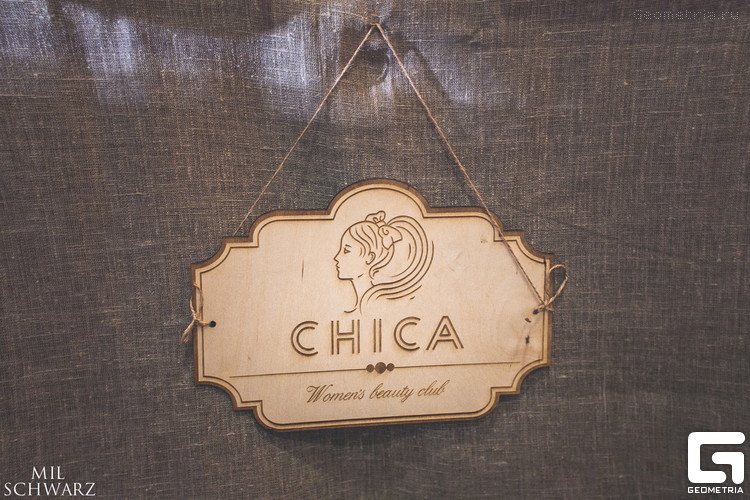 Geometria.ru
CHICA
Women's beauty club
MIL
SCHWARZ
GEOMETRIA